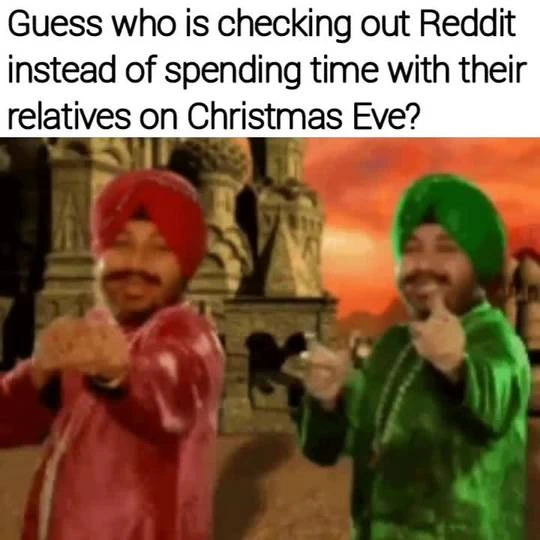 Guess who is checking out Reddit
instead of spending time with their
relatives on Christmas Eve?